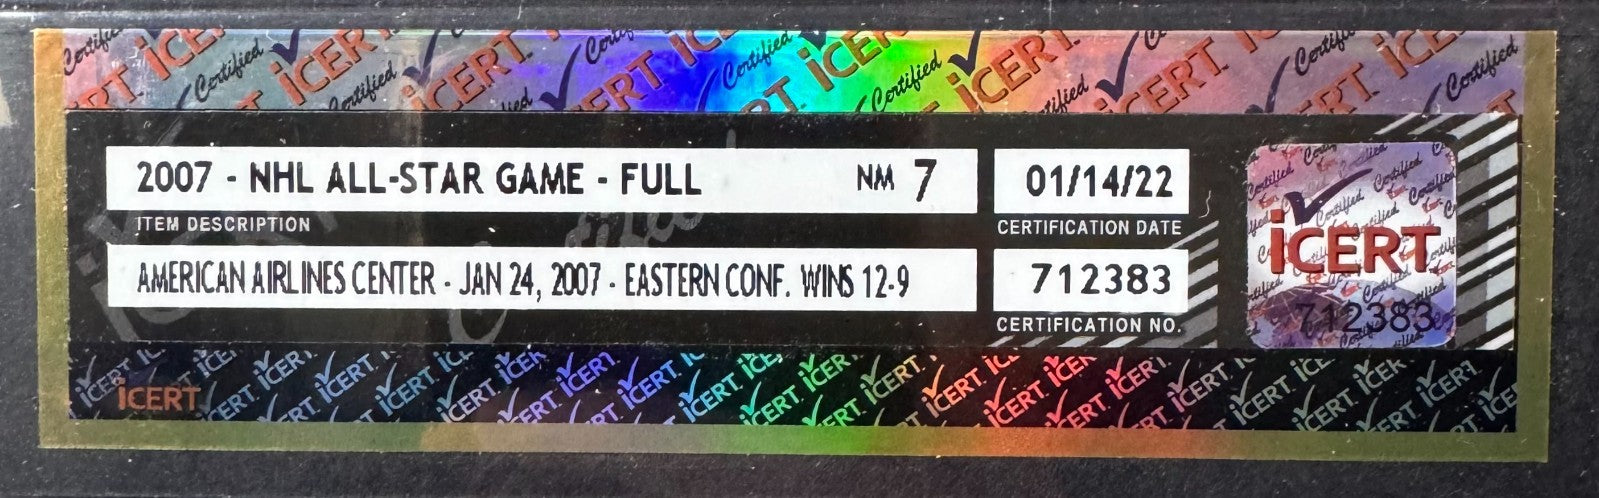 2007 - NHL ALL-STAR GAME - FULL NM 7
ITEM DESCRIPTION
AMERICAN AIRLINES CENTER - JAN 24, 2007 - EASTERN CONF. WINS 12-9
01/14/22
CERTIFICATION DATE
712383
CERTIFICATION NO.
iCERT
712383
iCERT